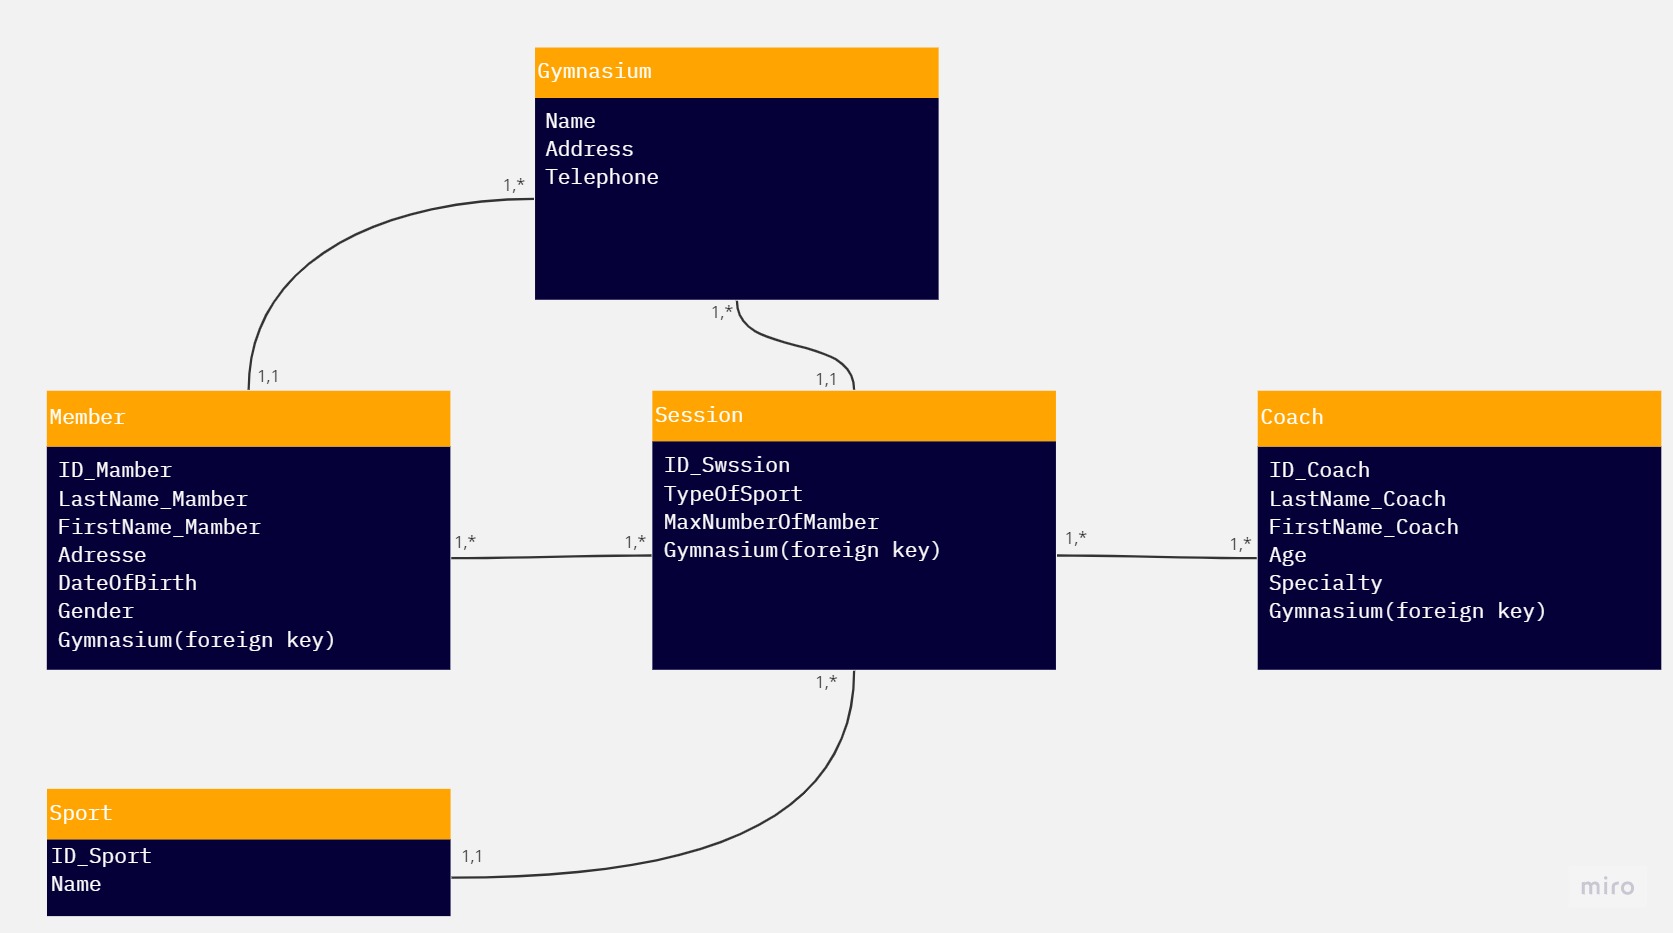 Gymnasium
Name
Address
Telephone
1,*
1,*
1,1
1,1
Member
ID_Mamber
LastName_Mamber
FirstName_Mamber
Adresse
DateOfBirth
Gender
Gymnasium(foreign key)
1,*
1,*
Session
ID_Swssion
TypeOfSport
MaxNumberOfMamber
Gymnasium(foreign key)
1,*
1,*
Coach
ID_Coach
LastName_Coach
FirstName_Coach
Age
Specialty
Gymnasium(foreign key)
1,*
Sport
ID_Sport
Name
1,1
miro